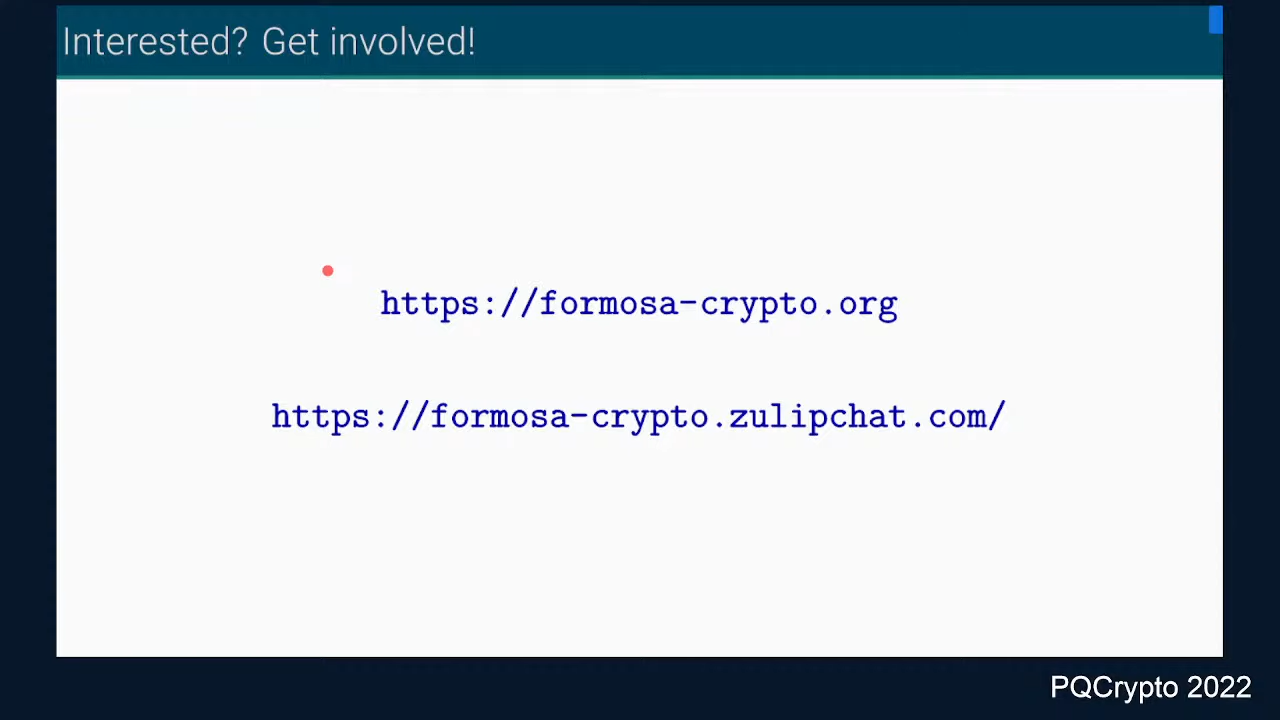 Interested? Get involved!
https://formosa-crypto.org
https://formosa-crypto.zulipchat.com/
PQCrypto 2022